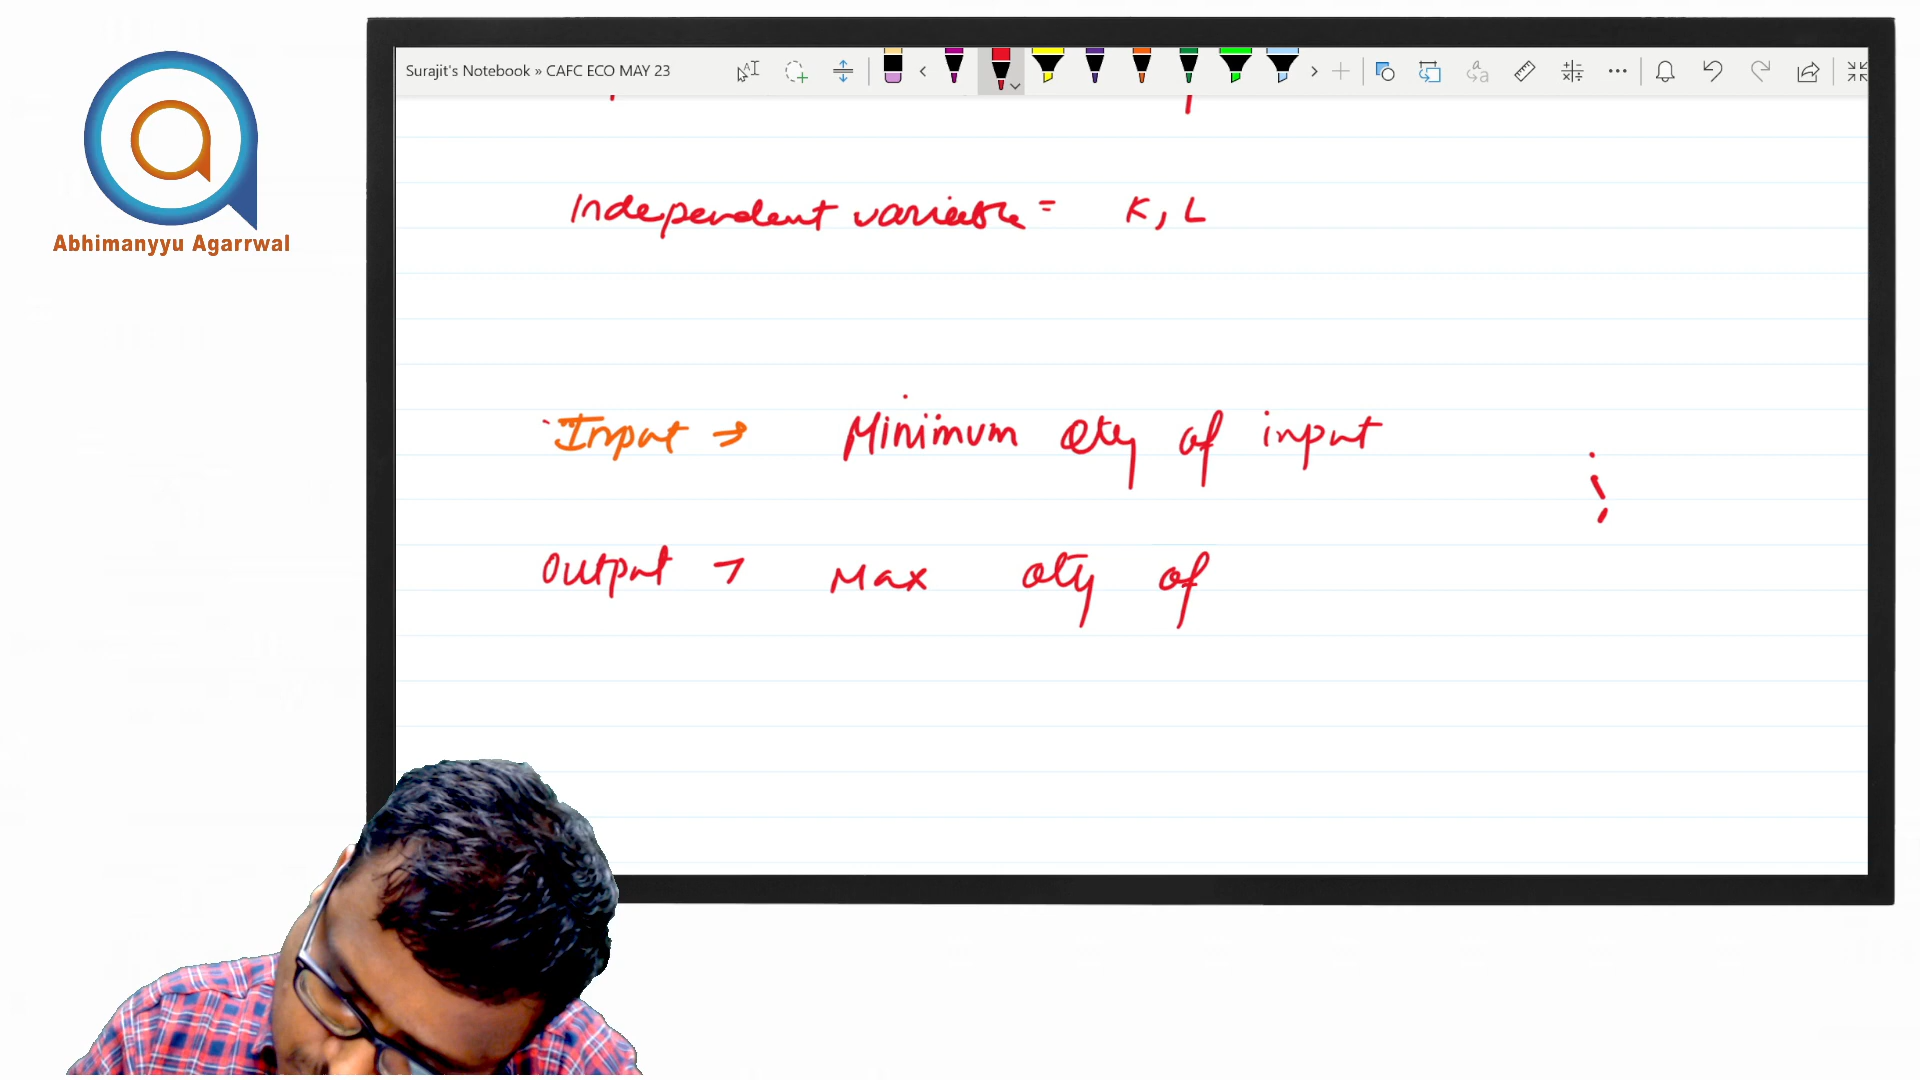 Surajit's Notebook » CAFC ECO MAY 23
Abhimanyyu Agarrwal
Independent variable = K, L
Input → Minimum Qty of input
Output → Max Qty of